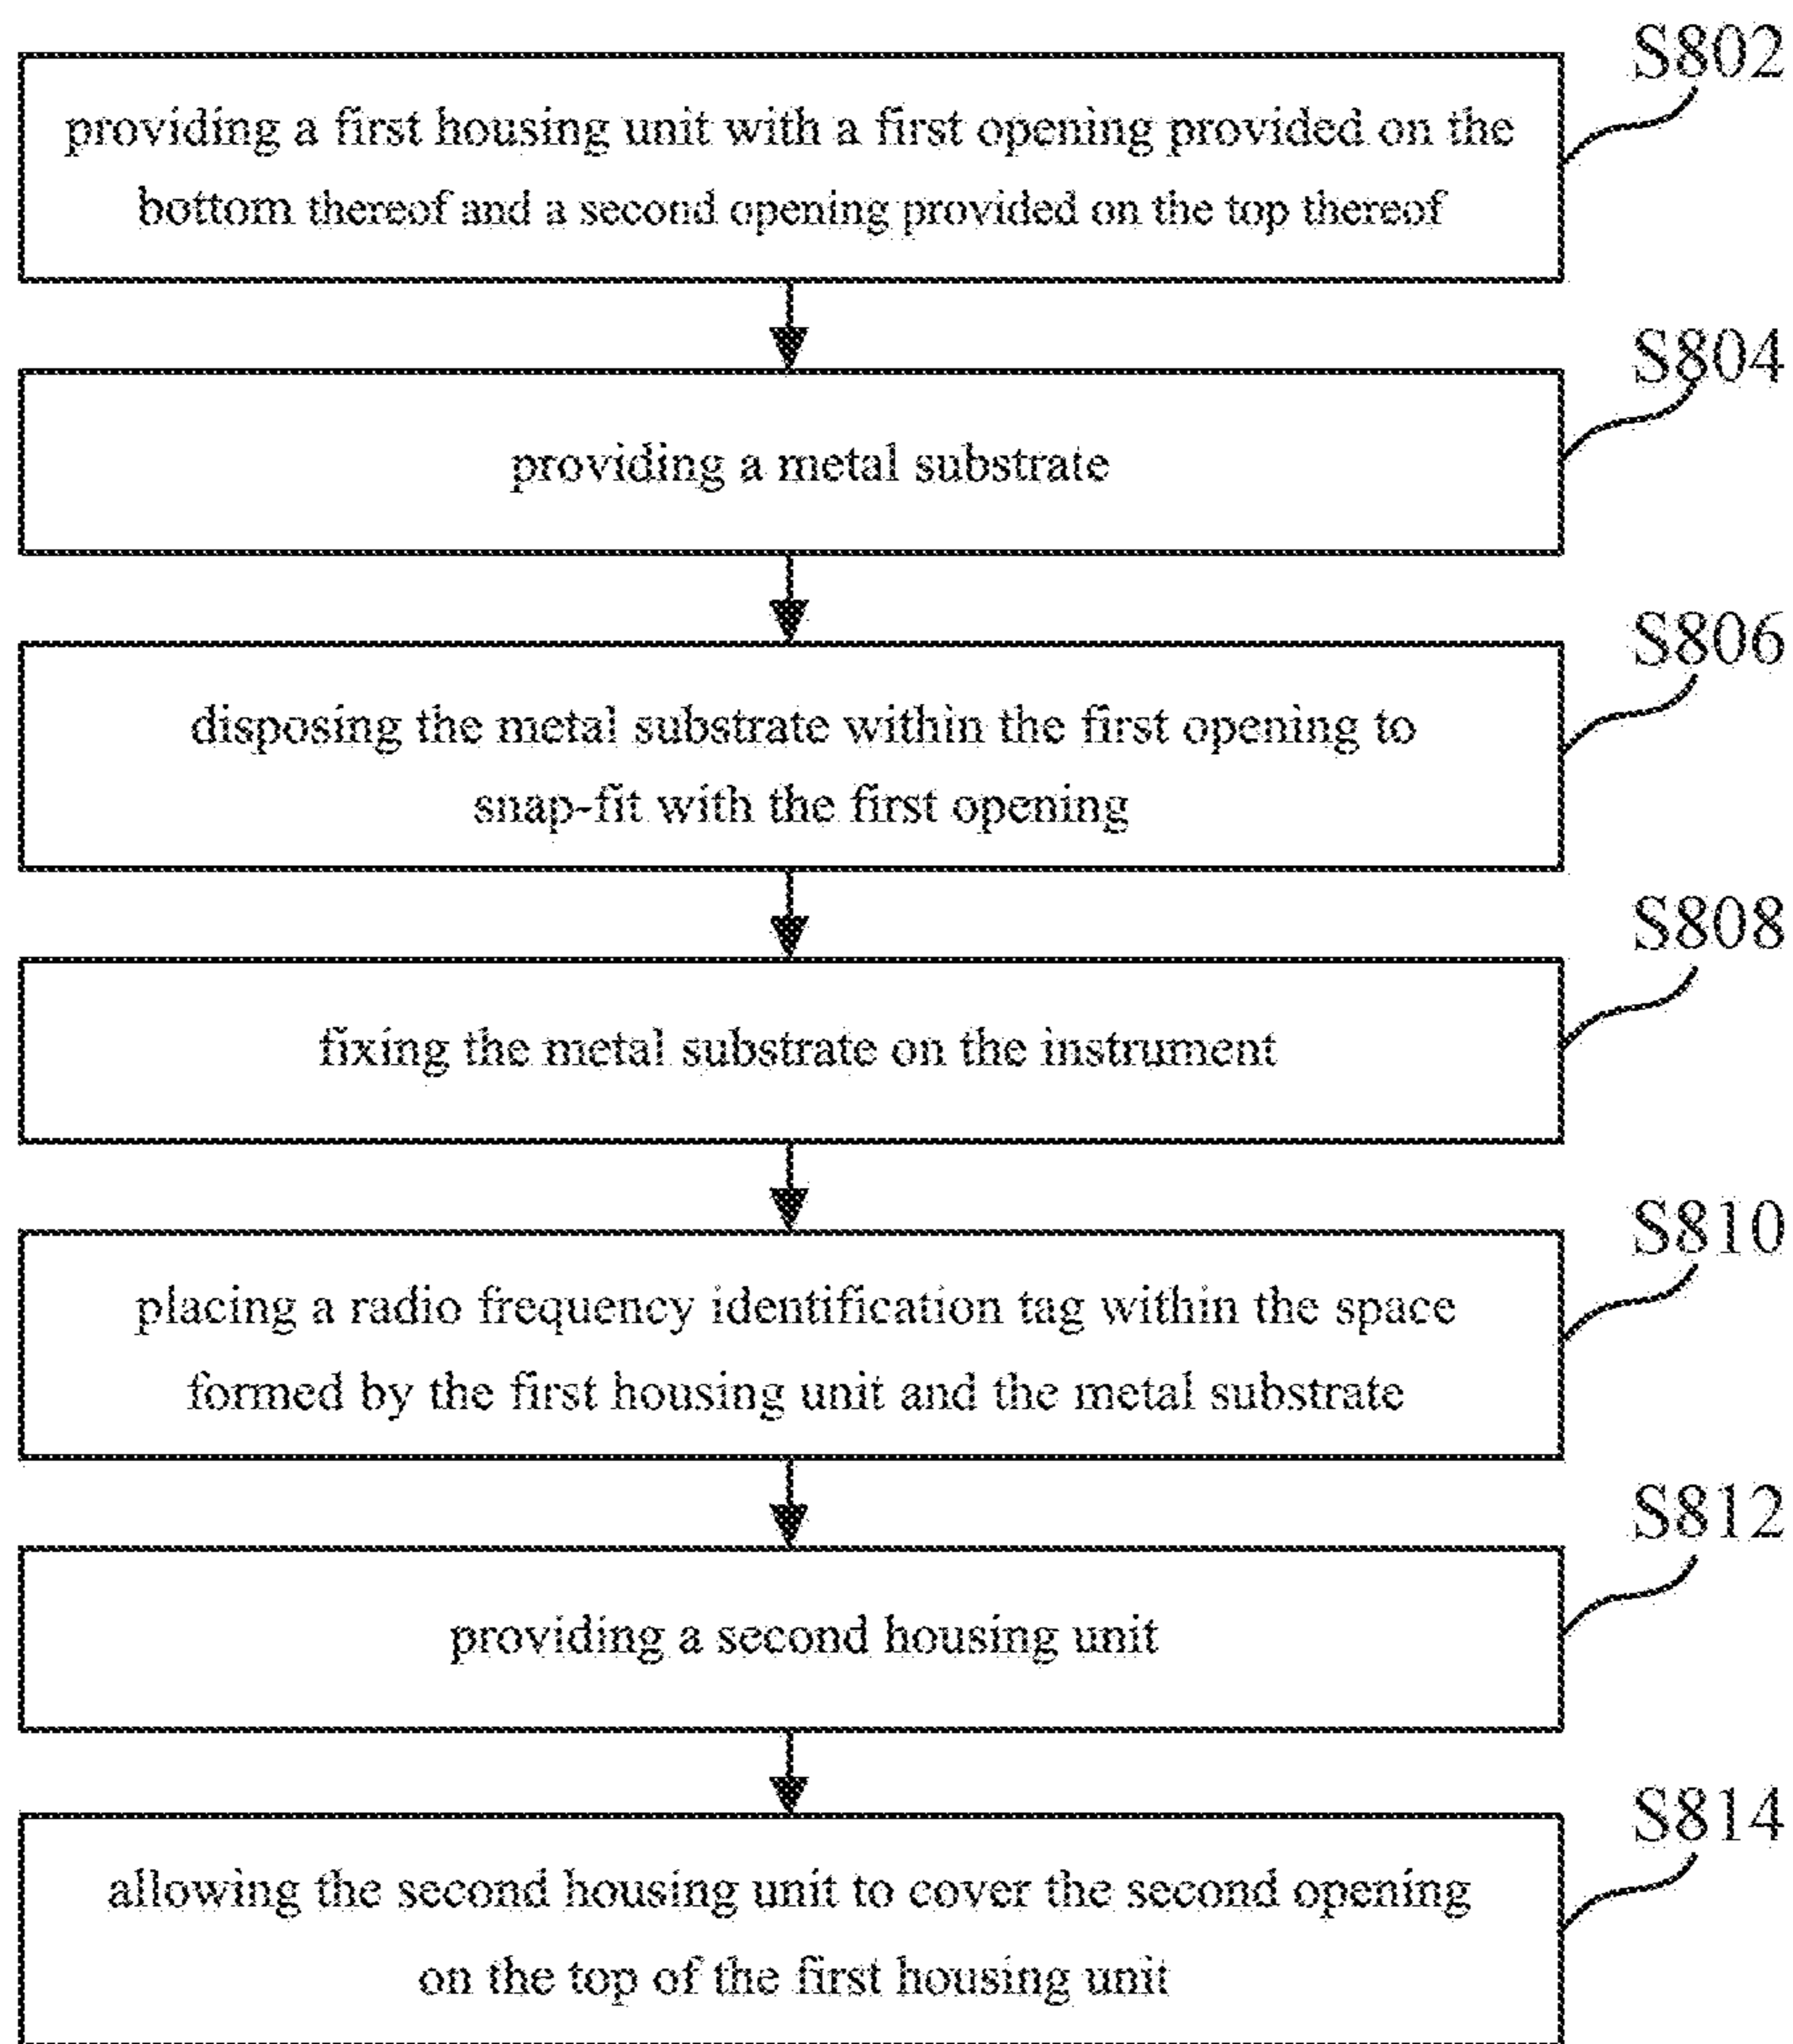 S802
providing a first housing unit with a first opening provided on the
bottom thereof and a second opening provided on the top thereof
S804
providing a metal substrate
S806
disposing the metal substrate within the first opening to
snap-fit with the first opening
S808
fixing the metal substrate on the instrument
S810
placing a radio frequency identification tag within the space
formed by the first housing unit and the metal substrate
S812
providing a second housing unit
S814
allowing the second housing unit to cover the second opening
on the top of the first housing unit